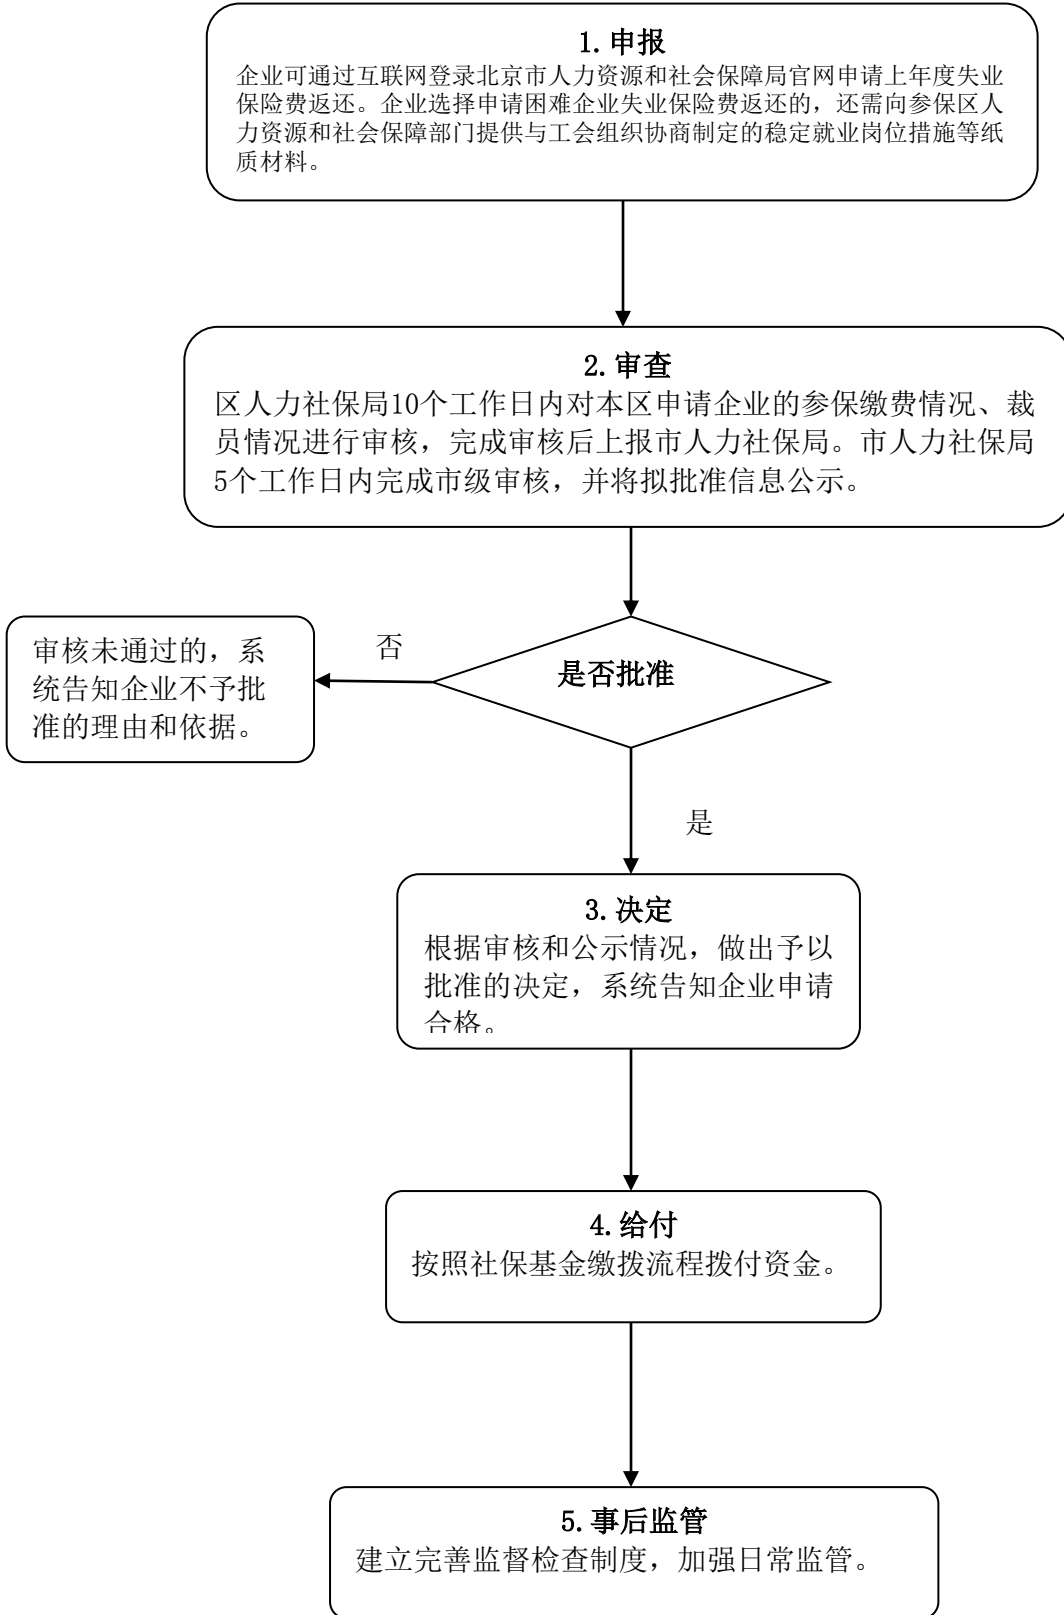 1.申报
企业可通过互联网登录北京市人力资源和社会保障局官网申请上年度失业
保险费返还。企业选择申请困难企业失业保险费返还的，还需向参保区人
力资源和社会保障部门提供与工会组织协商制定的稳定就业岗位措施等纸
质材料。
2.审查
区人力社保局10个工作日内对本区申请企业的参保缴费情况、裁
员情况进行审核，完成审核后上报市人力社保局。市人力社保局
5个工作日内完成市级审核，并将拟批准信息公示。
是否批准
否
审核未通过的，系
统告知企业不予批
准的理由和依据。
是
3.决定
根据审核和公示情况，做出予以
批准的决定，系统告知企业申请
合格。
4.给付
按照社保基金缴拨流程拨付资金。
5.事后监管
建立完善监督检查制度，加强日常监管。